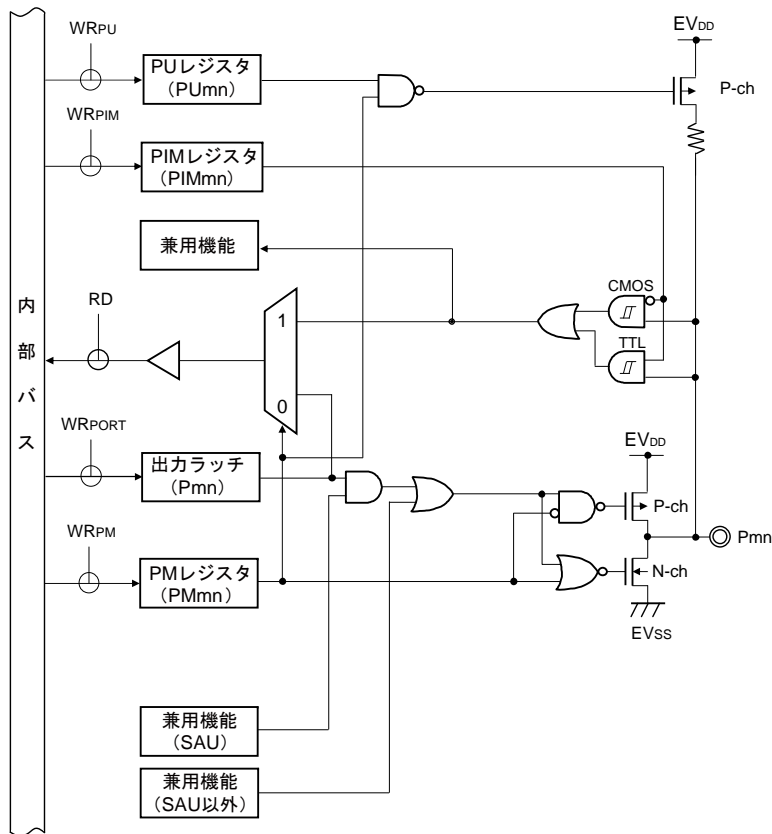 WRPU
PUレジスタ
(PUmn)
EVDD
P-ch
WRPIM
PIMレジスタ
(PIMmn)
兼用機能
CMOS
TTL
内部バス
RD
1
0
WRPORT
出力ラッチ
(Pmn)
EVDD
P-ch
Pmn
WRPM
PMレジスタ
(PMmn)
N-ch
EVSS
兼用機能
(SAU)
兼用機能
(SAU以外)